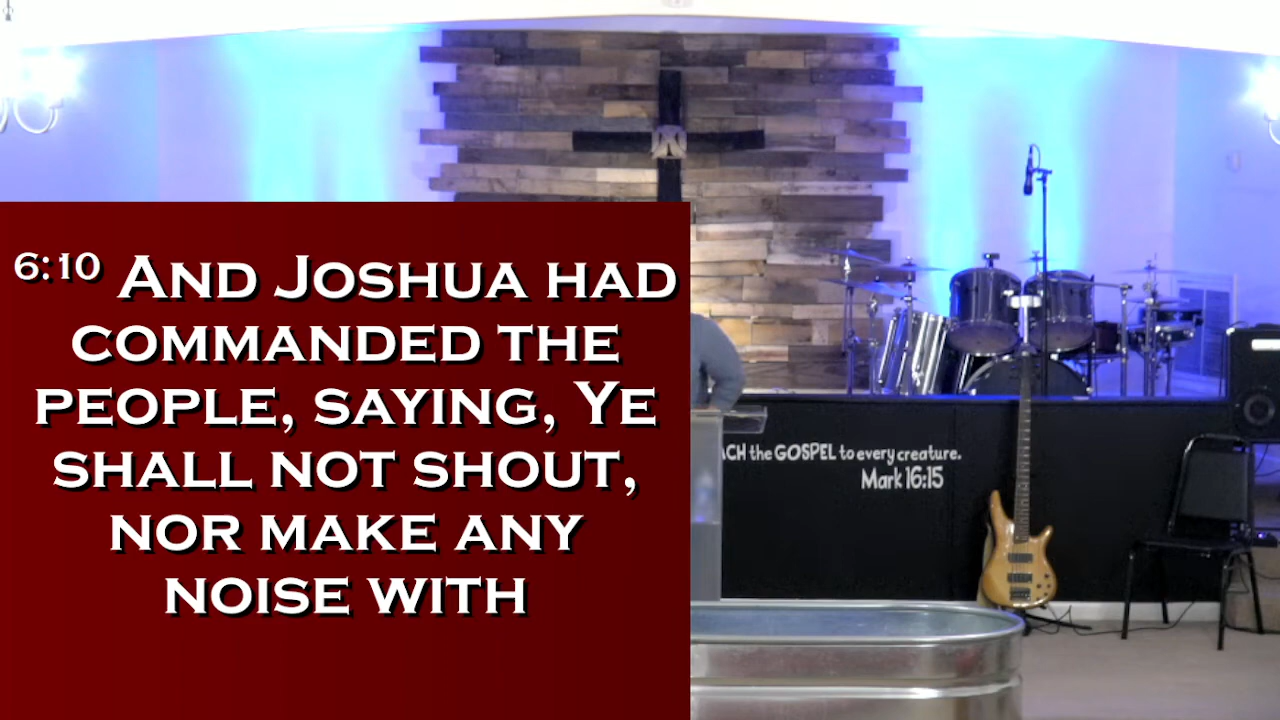 6:10 And Joshua had
commanded the
people, saying, Ye
shall not shout,
nor make any
noise with
the GOSPEL to every creature.
Mark 16:15